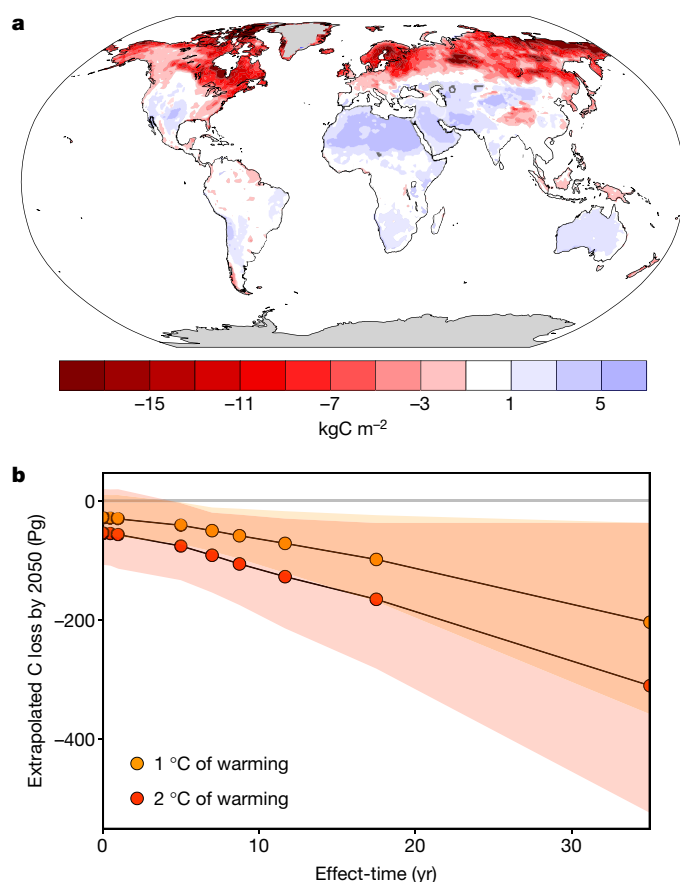 a
−15 −11 −7 −3 1 5
kgC m⁻²
b
Extrapolated C loss by 2050 (Pg)
0
−200
−400
1 °C of warming
2 °C of warming
0 10 20 30
Effect-time (yr)